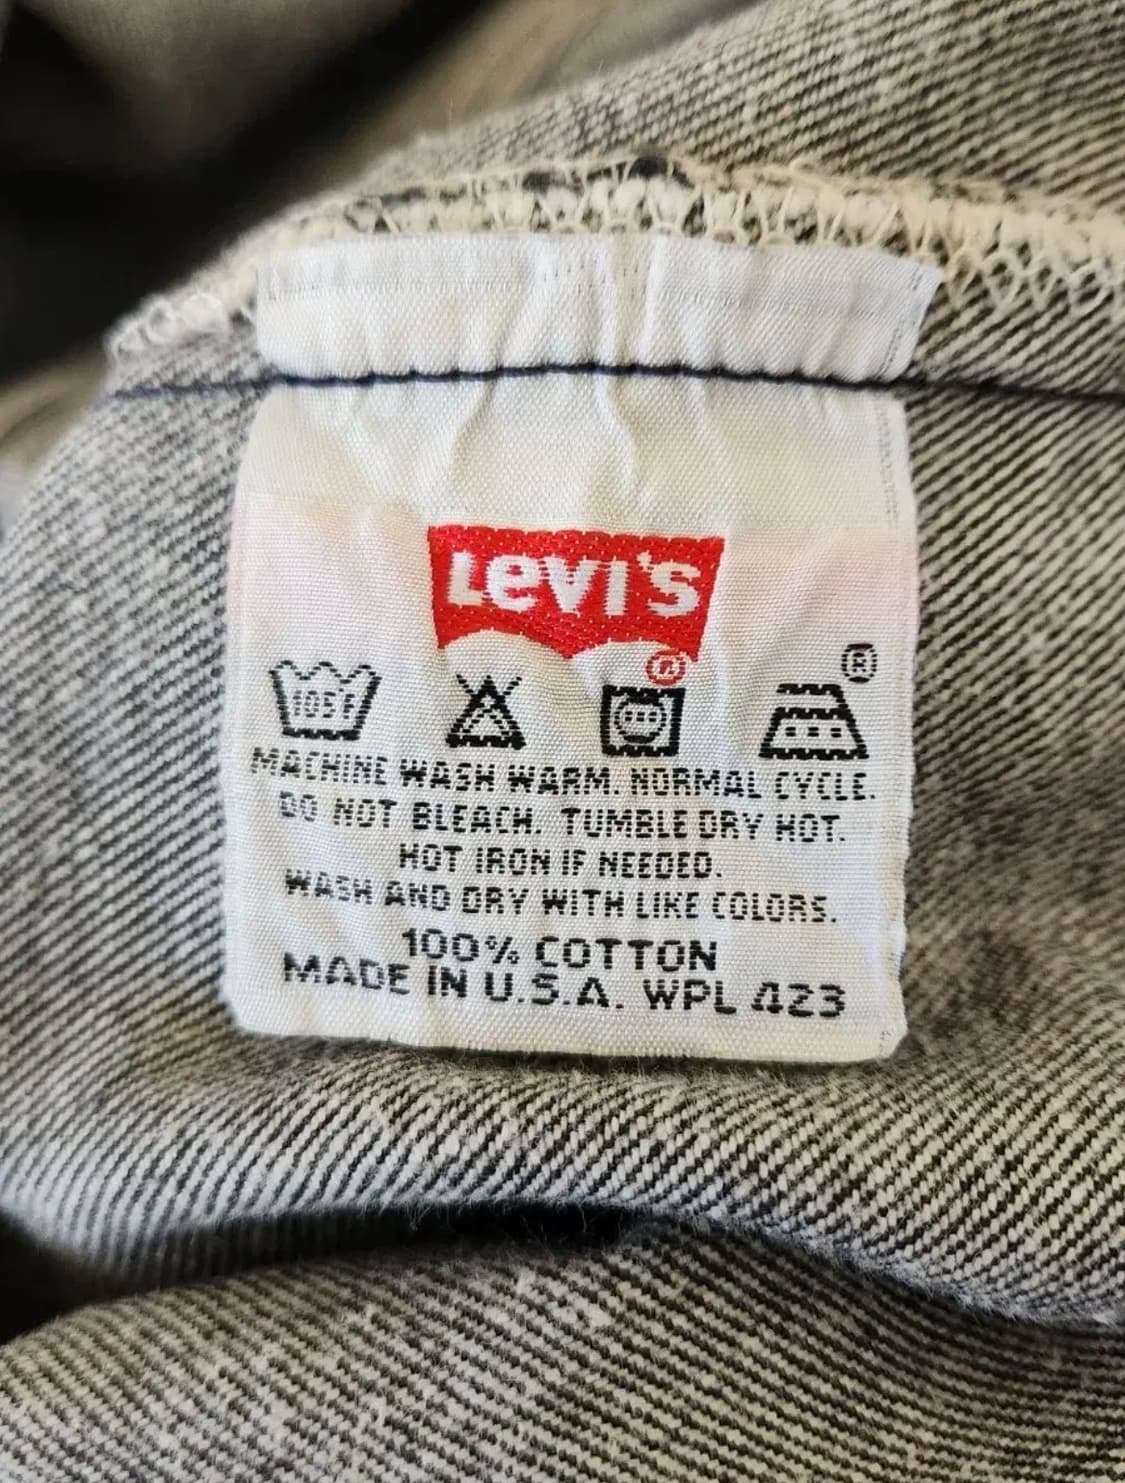 LEVI'S
®
105F
®
MACHINE WASH WARM. NORMAL CYCLE.
DO NOT BLEACH. TUMBLE DRY HOT.
HOT IRON IF NEEDED.
WASH AND DRY WITH LIKE COLORS.
100% COTTON
MADE IN U.S.A. WPL 423